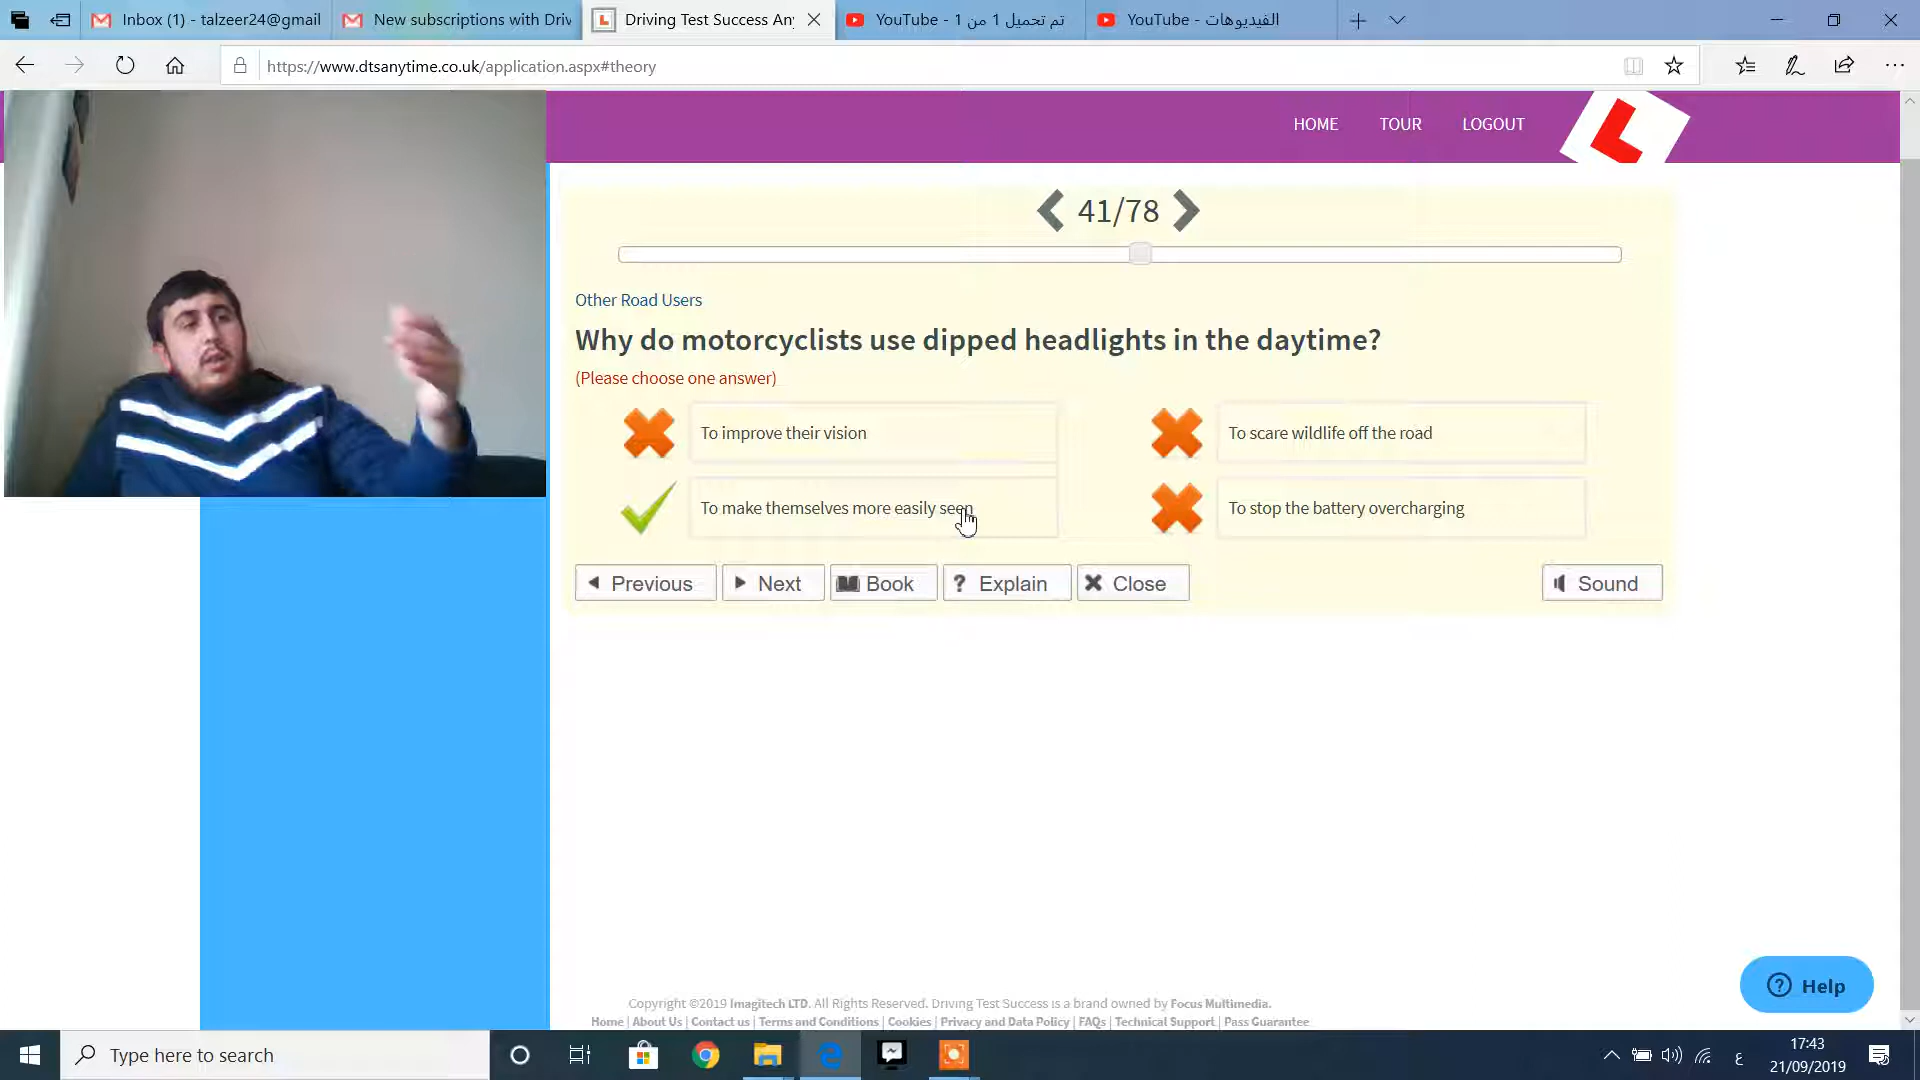 Inbox (1) - talzeer24@gmail
New subscriptions with Driv
Driving Test Success Any
YouTube - تم تحميل 1 من 1
YouTube - الفيديوهات
https://www.dtsanytime.co.uk/application.aspx#theory
HOME TOUR LOGOUT
41/78
Other Road Users
Why do motorcyclists use dipped headlights in the daytime?
(Please choose one answer)
To improve their vision
To scare wildlife off the road
To make themselves more easily seen
To stop the battery overcharging
Previous Next Book ? Explain Close Sound
? Help
Copyright ©2019 Imagitech LTD. All Rights Reserved. Driving Test Success is a brand owned by Focus Multimedia.
Home | About Us | Contact us | Terms and Conditions | Cookies | Privacy and Data Policy | FAQs | Technical Support | Pass Guarantee
Type here to search
ع
17:43
21/09/2019